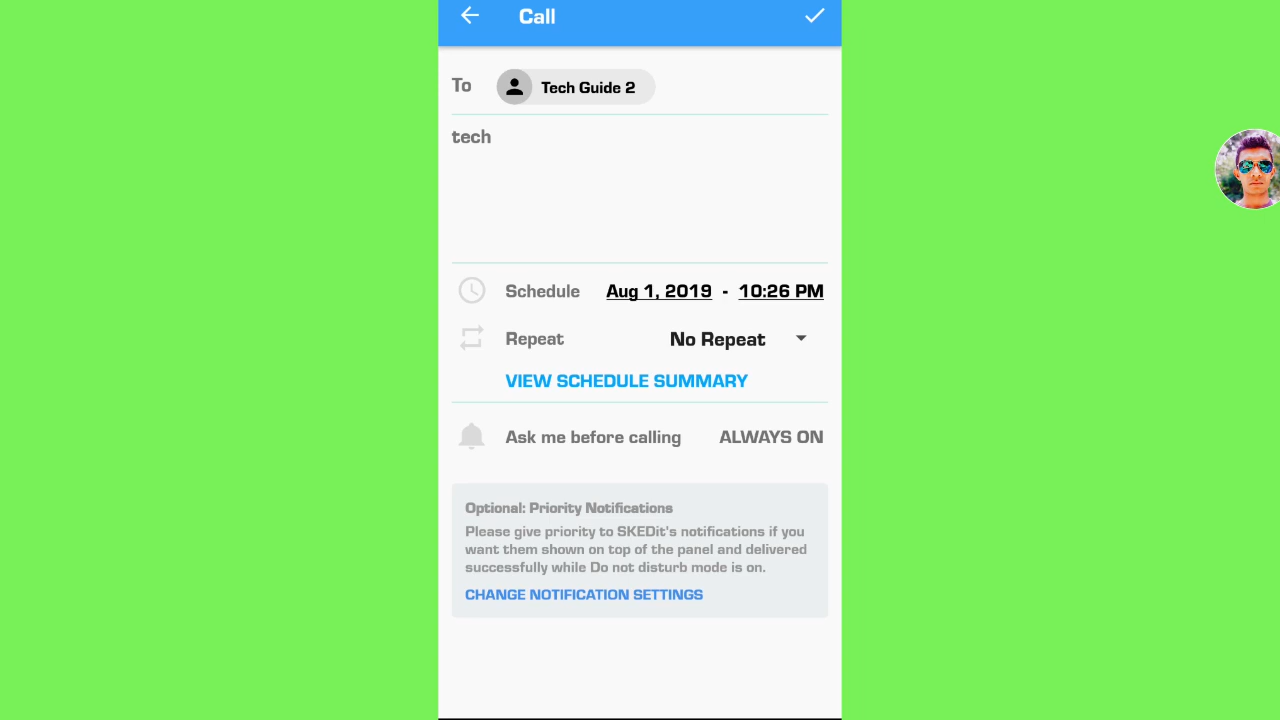 Call
To Tech Guide 2
tech
Schedule Aug 1, 2019 - 10:26 PM
Repeat No Repeat
VIEW SCHEDULE SUMMARY
Ask me before calling ALWAYS ON
Optional: Priority Notifications
Please give priority to SKEDit's notifications if you
want them shown on top of the panel and delivered
successfully while Do not disturb mode is on.
CHANGE NOTIFICATION SETTINGS